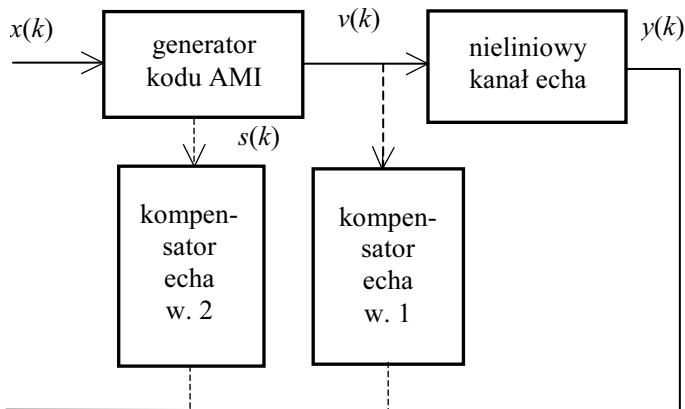 x(k)
generator
kodu AMI
v(k)
nieliniowy
kanał echa
y(k)
s(k)
kompen-
sator
echa
w. 2
kompen-
sator
echa
w. 1